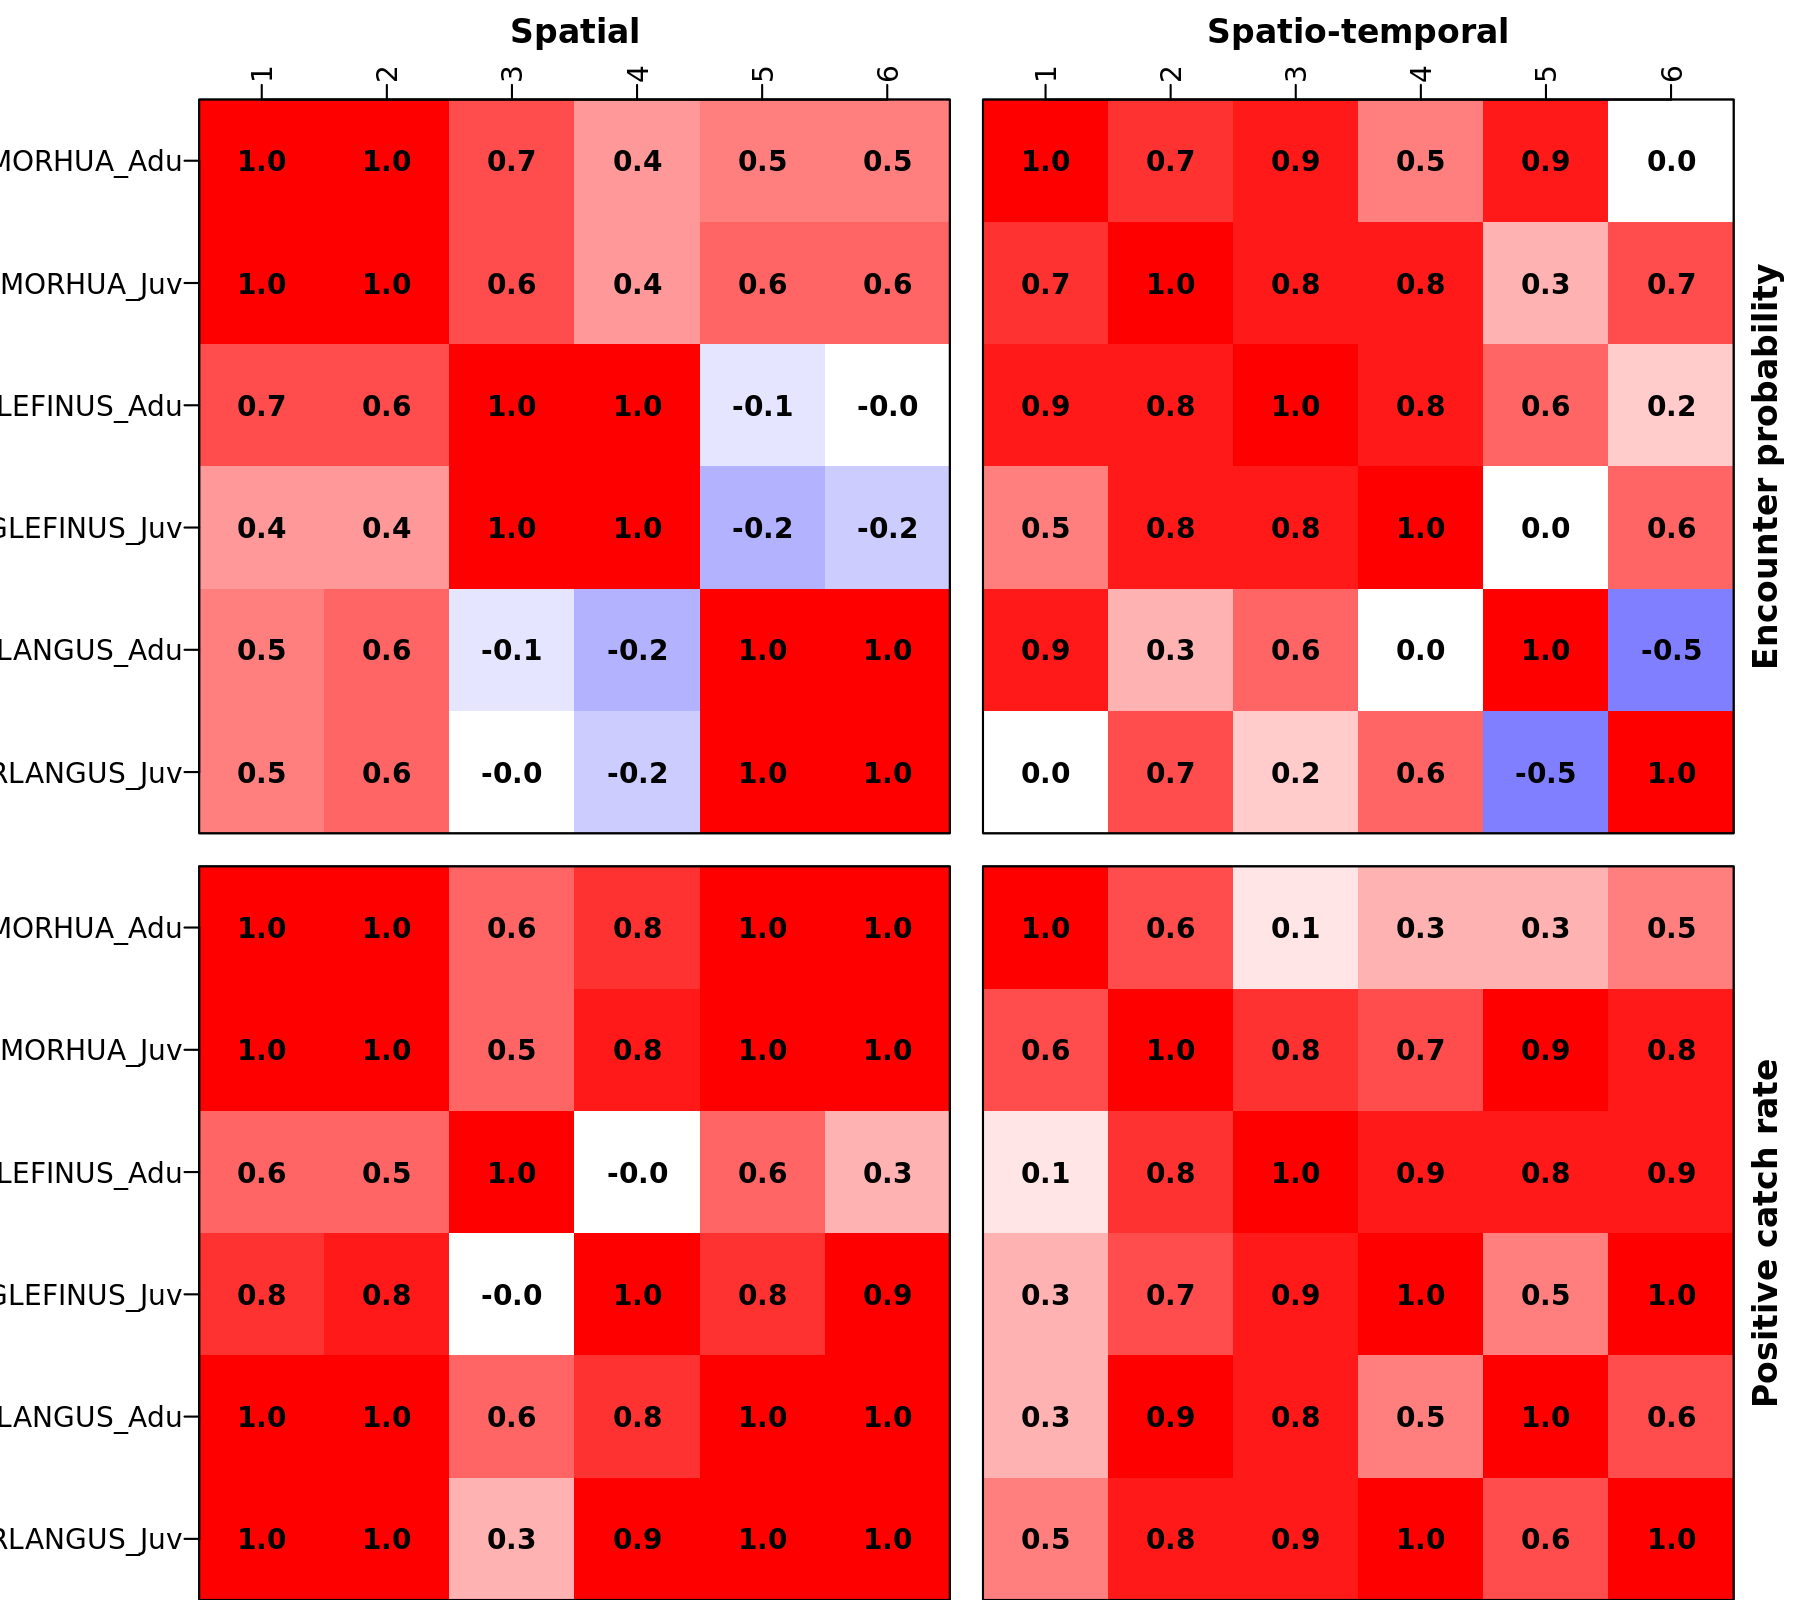 Spatial Spatio-temporal
1 2 3 4 5 6 1 2 3 4 5 6
MORHUA_Adu 1.0 1.0 0.7 0.4 0.5 0.5 1.0 0.7 0.9 0.5 0.9 0.0
MORHUA_Juv 1.0 1.0 0.6 0.4 0.6 0.6 0.7 1.0 0.8 0.8 0.3 0.7
LEFINUS_Adu 0.7 0.6 1.0 1.0 -0.1 -0.0 0.9 0.8 1.0 0.8 0.6 0.2
GLEFINUS_Juv 0.4 0.4 1.0 1.0 -0.2 -0.2 0.5 0.8 0.8 1.0 0.0 0.6
LANGUS_Adu 0.5 0.6 -0.1 -0.2 1.0 1.0 0.9 0.3 0.6 0.0 1.0 -0.5
RLANGUS_Juv 0.5 0.6 -0.0 -0.2 1.0 1.0 0.0 0.7 0.2 0.6 -0.5 1.0
Encounter probability
MORHUA_Adu 1.0 1.0 0.6 0.8 1.0 1.0 1.0 0.6 0.1 0.3 0.3 0.5
MORHUA_Juv 1.0 1.0 0.5 0.8 1.0 1.0 0.6 1.0 0.8 0.7 0.9 0.8
LEFINUS_Adu 0.6 0.5 1.0 -0.0 0.6 0.3 0.1 0.8 1.0 0.9 0.8 0.9
GLEFINUS_Juv 0.8 0.8 -0.0 1.0 0.8 0.9 0.3 0.7 0.9 1.0 0.5 1.0
LANGUS_Adu 1.0 1.0 0.6 0.8 1.0 1.0 0.3 0.9 0.8 0.5 1.0 0.6
RLANGUS_Juv 1.0 1.0 0.3 0.9 1.0 1.0 0.5 0.8 0.9 1.0 0.6 1.0
Positive catch rate